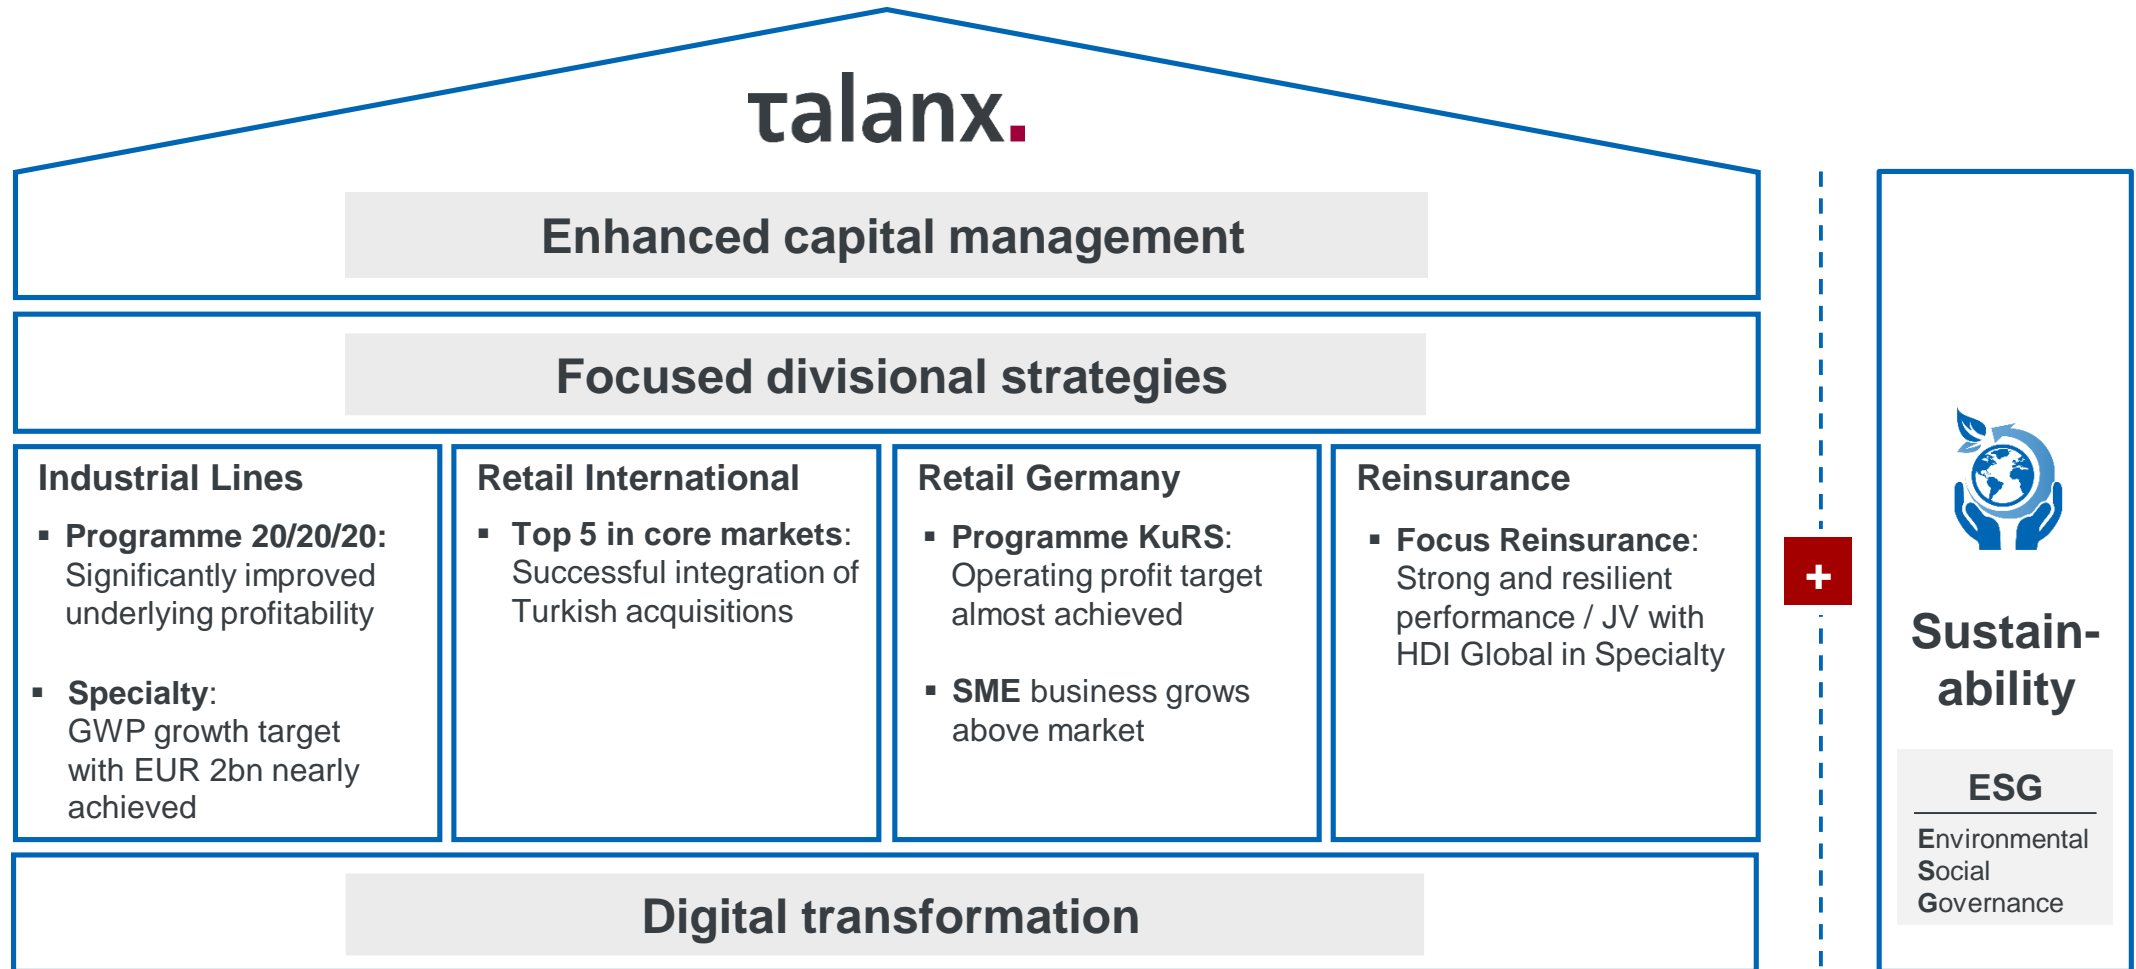 τalanx.
Enhanced capital management
Focused divisional strategies
Industrial Lines
▪ Programme 20/20/20:
Significantly improved
underlying profitability
▪ Specialty:
GWP growth target
with EUR 2bn nearly
achieved
Retail International
▪ Top 5 in core markets:
Successful integration of
Turkish acquisitions
Retail Germany
▪ Programme KuRS:
Operating profit target
almost achieved
▪ SME business grows
above market
Reinsurance
▪ Focus Reinsurance:
Strong and resilient
performance / JV with
HDI Global in Specialty
Digital transformation
+
Sustain-
ability
ESG
Environmental
Social
Governance